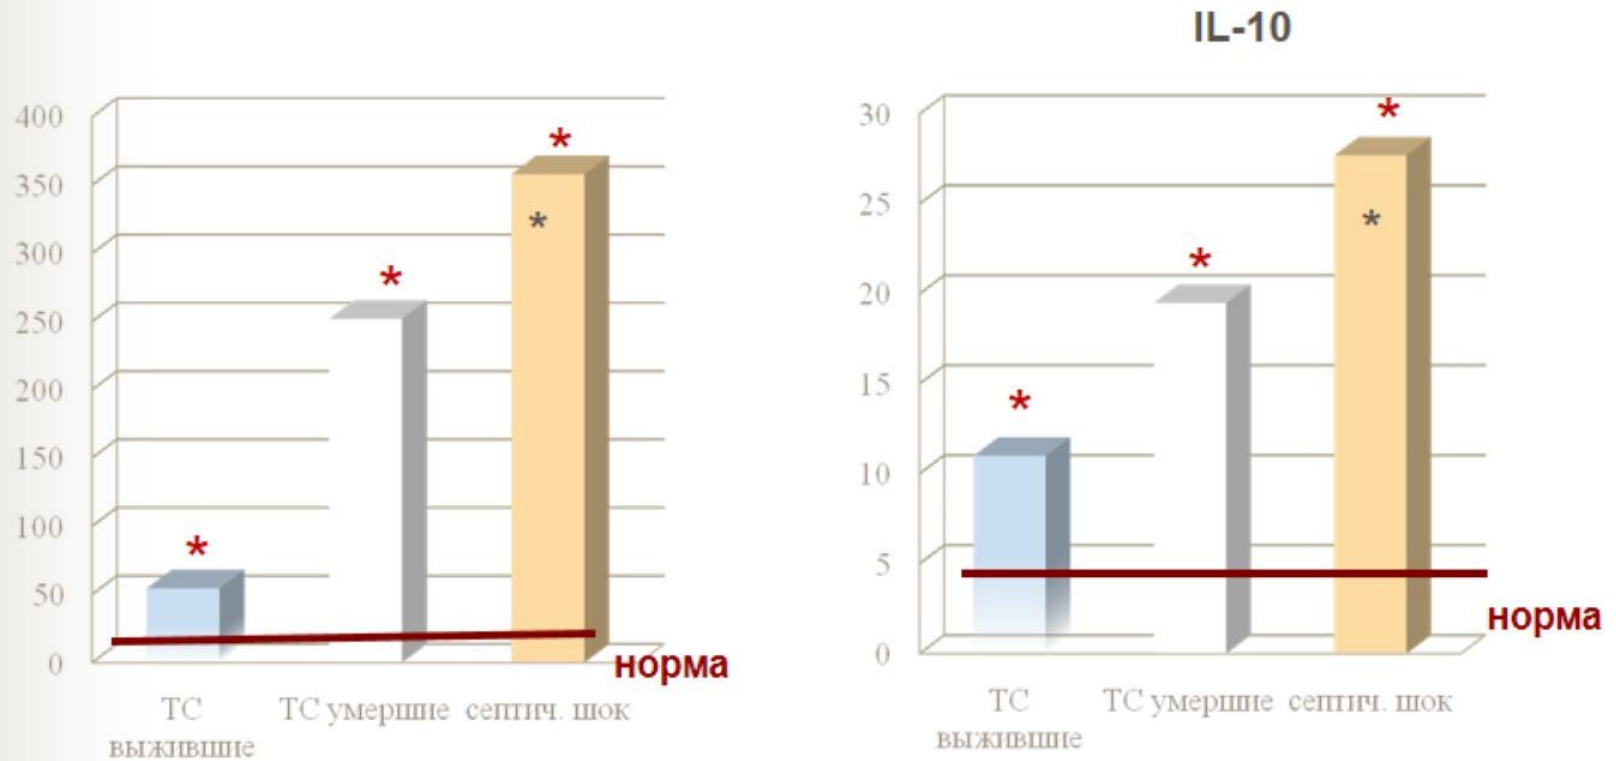 IL-10
400
350
300
250
200
150
100
50
0
*
*
*
*
норма
ТС выжившие
ТС умершие
септич. шок
30
25
20
15
10
5
0
*
*
*
*
норма
ТС выжившие
ТС умершие
септич. шок